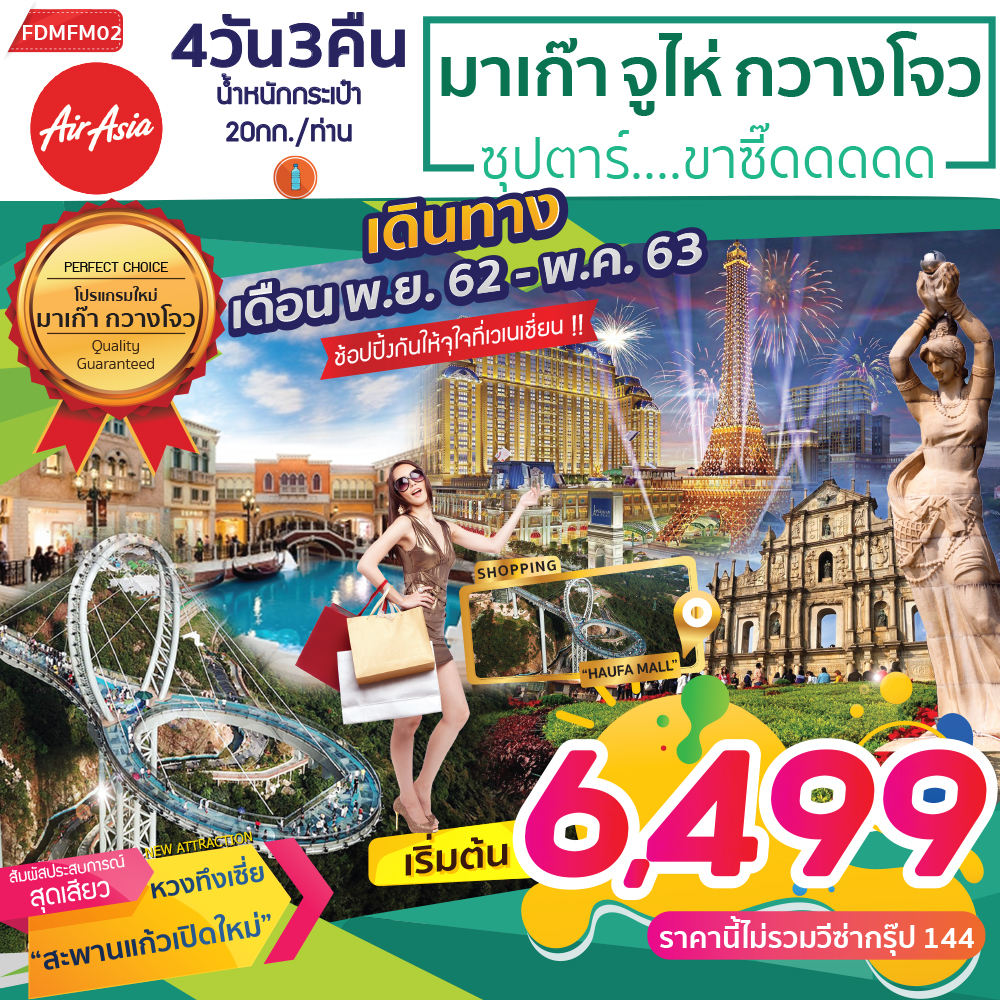 FDMFM02
AirAsia
4วัน3คืน
น้ำหนักกระเป๋า
20กก./ท่าน
มาเก๊า จูไห่ กวางโจว
ซุปตาร์....ขาซี๊ดดดดด
เดินทาง
เดือน พ.ย. 62 - พ.ค. 63
ช้อปปิ้งกันให้จุใจที่เวเนเชี่ยน !!
PERFECT CHOICE
โปรแกรมใหม่
มาเก๊า กวางโจว
Quality
Guaranteed
SHOPPING
“HAUFA MALL”
เริ่มต้น
6,499
ราคานี้ไม่รวมวีซ่ากรุ๊ป 144
สัมผัสประสบการณ์
สุดเสียว
NEW ATTRACTION
หวงทึงเซี่ย
“สะพานแก้วเปิดใหม่”